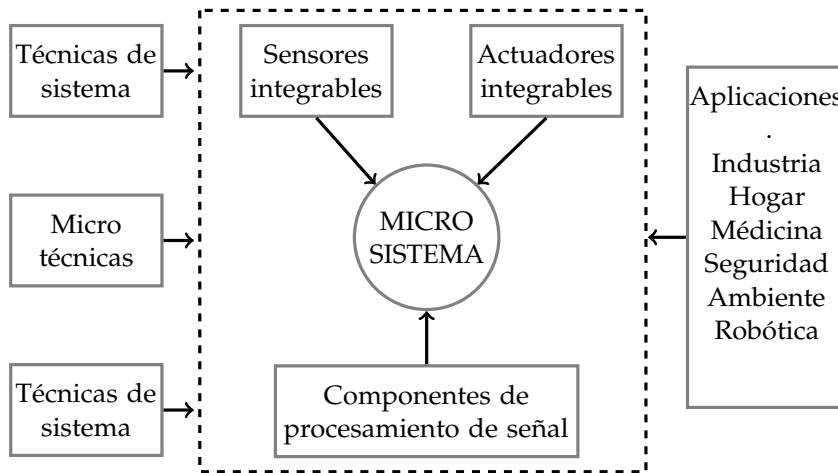 Técnicas de
sistema
Micro
técnicas
Técnicas de
sistema
Sensores
integrables
Actuadores
integrables
MICRO
SISTEMA
Componentes de
procesamiento de señal
Aplicaciones
.
Industria
Hogar
Médicina
Seguridad
Ambiente
Robótica